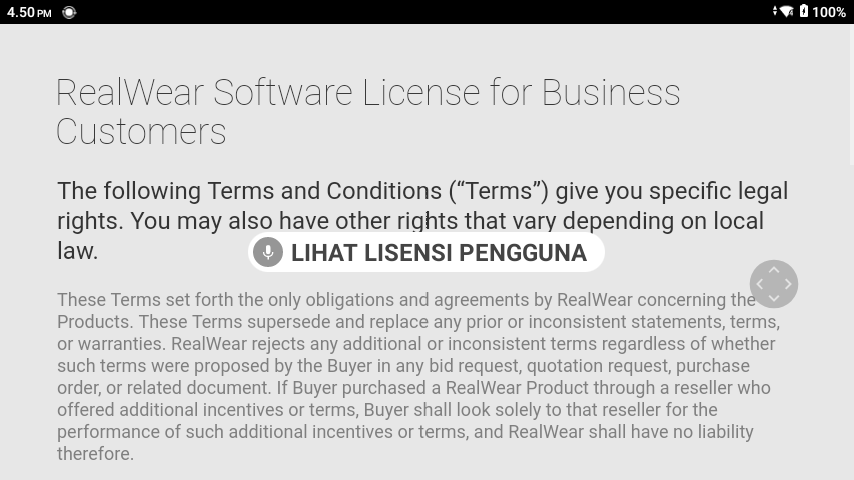 4.50 PM
100%
RealWear Software License for Business
Customers
The following Terms and Conditions (“Terms”) give you specific legal
rights. You may also have other rights that vary depending on local
law.
LIHAT LISENSI PENGGUNA
These Terms set forth the only obligations and agreements by RealWear concerning the
Products. These Terms supersede and replace any prior or inconsistent statements, terms,
or warranties. RealWear rejects any additional or inconsistent terms regardless of whether
such terms were proposed by the Buyer in any bid request, quotation request, purchase
order, or related document. If Buyer purchased a RealWear Product through a reseller who
offered additional incentives or terms, Buyer shall look solely to that reseller for the
performance of such additional incentives or terms, and RealWear shall have no liability
therefore.